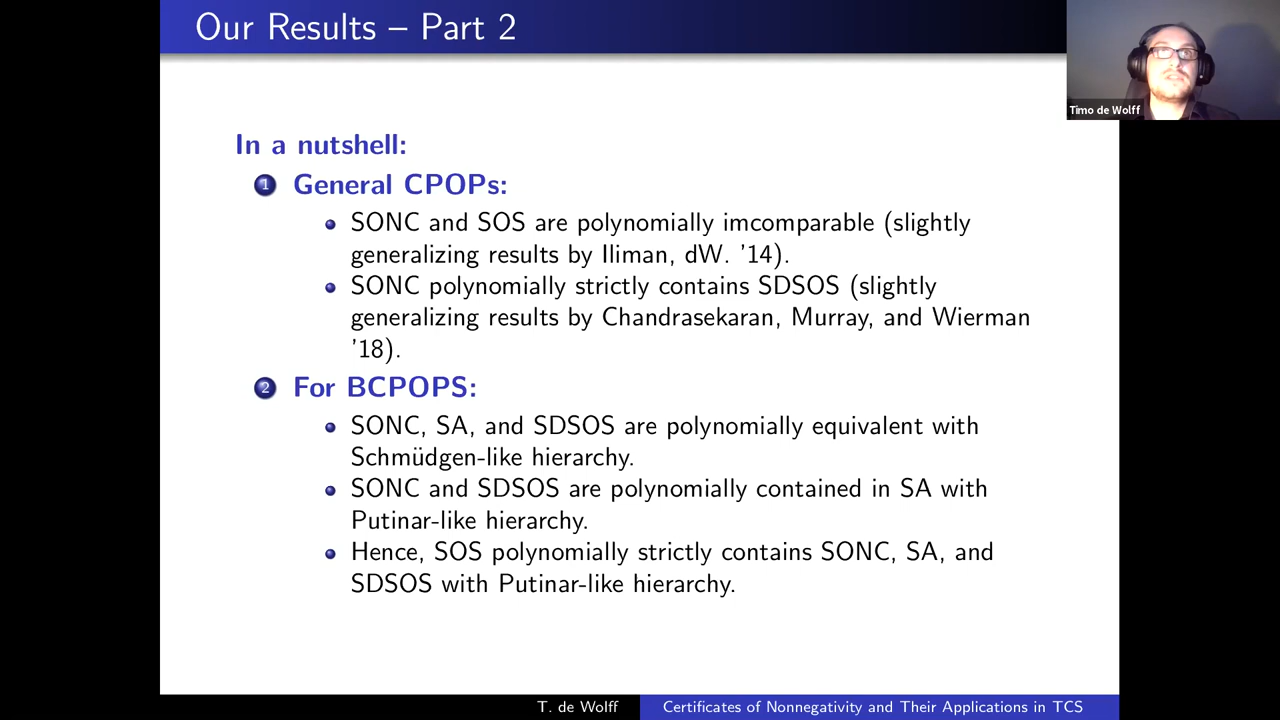 Our Results – Part 2
Timo de Wolff
In a nutshell:
1 General CPOPs:
SONC and SOS are polynomially imcomparable (slightly
generalizing results by Iliman, dW. '14).
SONC polynomially strictly contains SDSOS (slightly
generalizing results by Chandrasekaran, Murray, and Wierman
'18).
2 For BCPOPS:
SONC, SA, and SDSOS are polynomially equivalent with
Schmüdgen-like hierarchy.
SONC and SDSOS are polynomially contained in SA with
Putinar-like hierarchy.
Hence, SOS polynomially strictly contains SONC, SA, and
SDSOS with Putinar-like hierarchy.
T. de Wolff
Certificates of Nonnegativity and Their Applications in TCS